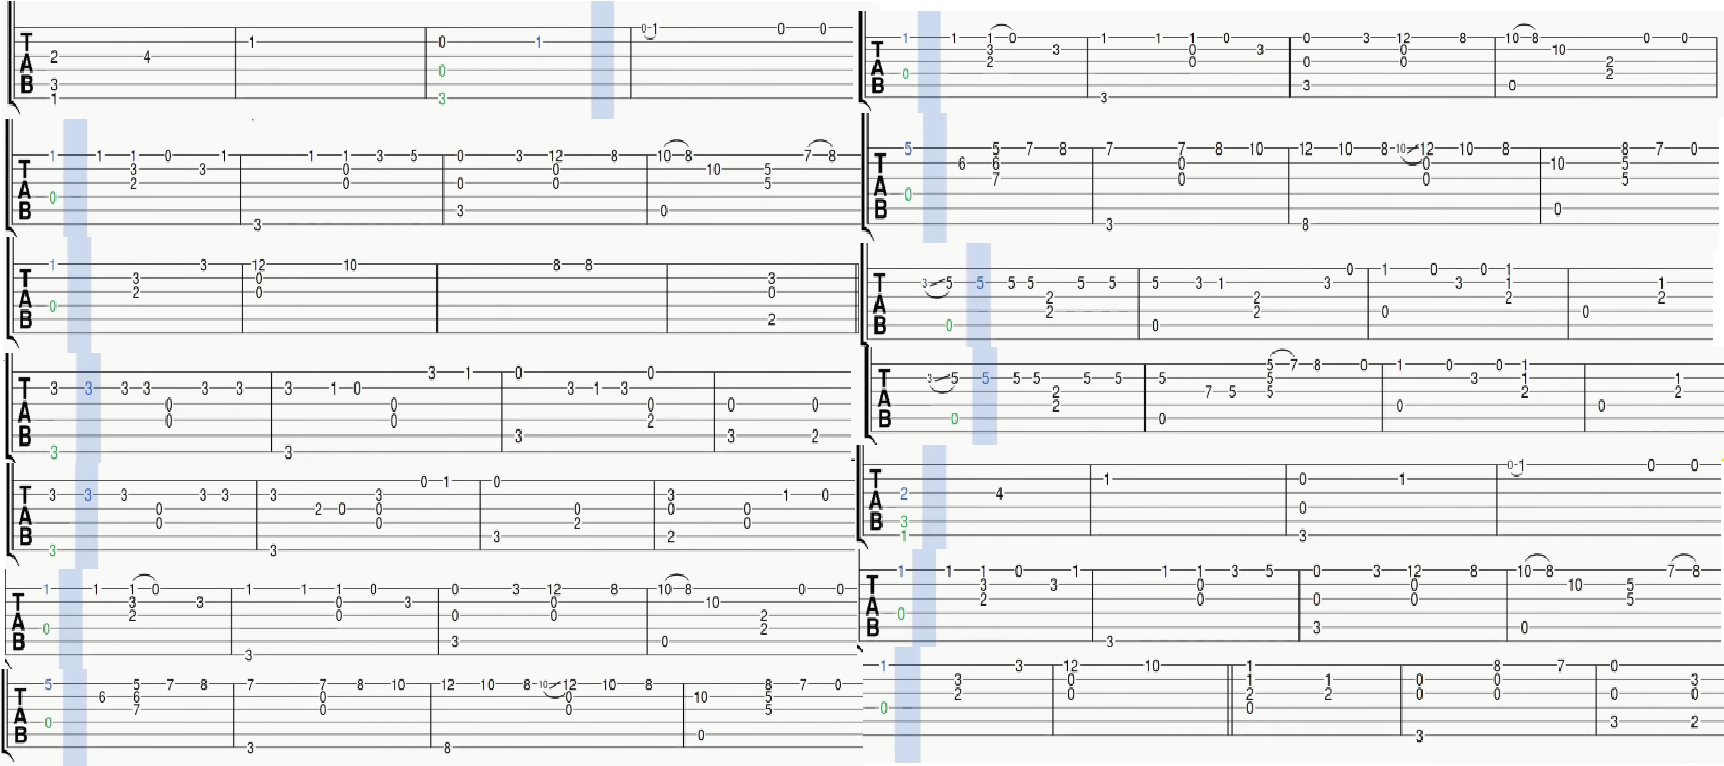 0 1 0 0
T 1 0 1
2 4
A 0
B 3
1 3
1 1 1 0 1 1 1 3 5 0 3 12 8 10 8 7 8
T 3 3 0 0 10 5
2 0 0 0 5
A 0
B 3 0
3
1 3 12 10 8 8
T 3 0 3
2 0 0
A 0
B 2
3 1 0 0
T 3 3 3 3 3 3 3 1 0 3 1 3
0 0 0 0 0
A 0 0 2
B 3 3 2
3 3
0 1 0
T 3 3 3 3 3 3 3 3 1 0
0 2 0 0 0 0 0
A 0 0 2 0
B 3 2
3 3
1 1 1 0 1 1 1 0 0 3 12 8 10 8 0 0
T 3 3 0 3 0 10
2 0 0 0 2
A 0 2
B 3 0
3
5 5 7 8 7 7 8 10 12 10 8 10 12 10 8 8 7 0
T 6 6 0 0 10 5
7 0 0 5
A 0
B 0
3 8
1 1 1 0 1 1 1 0 0 3 12 8 10 8 0 0
T 3 3 0 3 0 10
2 0 0 0 2
A 0 2
B 3 0
3
5 5 7 8 7 7 8 10 12 10 8 10 12 10 8 8 7 0
T 6 6 0 0 10 5
7 0 0 5
A 0
B 0
3 8
0 1 0 0 1
T 3 5 5 5 5 5 5 5 3 1 3 3 1 1
2 2 2 2
A 2 2 0 0
B 0 0
5 7 8 0 1 0 0 1
T 3 5 5 5 5 5 5 5 5 3 1 1
2 7 5 5 2 2
A 2 0 0
B 0 0
0 1 0 0
T 1 0 1
2 4
A 0
B 3
1 3
1 1 1 0 1 1 1 3 5 0 3 12 8 10 8 7 8
T 3 3 0 0 10 5
2 0 0 0 5
A 0
B 3 0
3
1 3 12 10 1 8 7 0
3 0 1 1 0 0 3
2 0 2 2 0 0 0 0
0 0
3 2
3